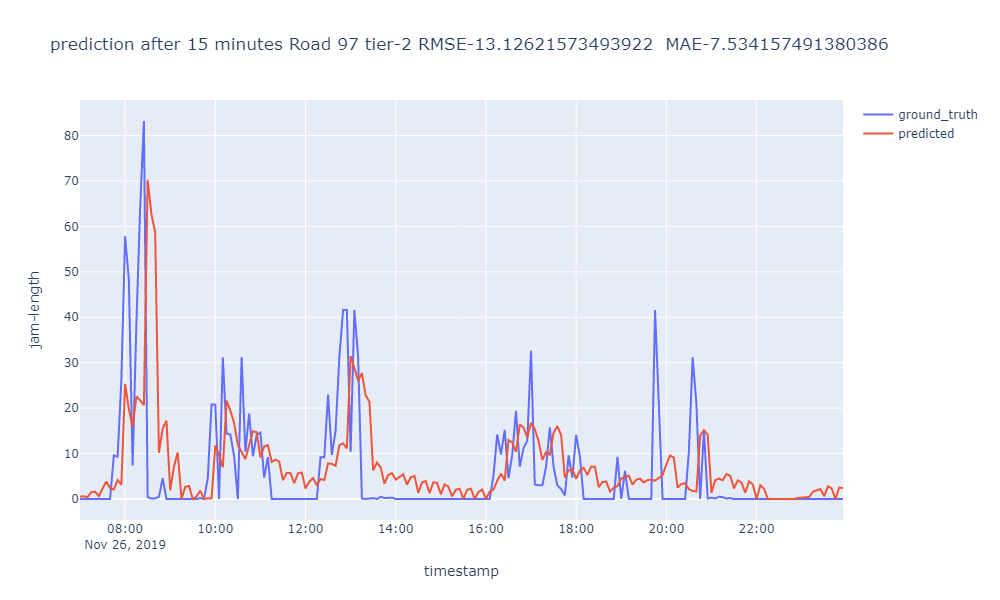 prediction after 15 minutes Road 97 tier-2 RMSE-13.12621573493922  MAE-7.534157491380386
ground_truth
predicted
80
70
60
50
40
30
20
10
0
jam-length
08:00 10:00 12:00 14:00 16:00 18:00 20:00 22:00
Nov 26, 2019
timestamp